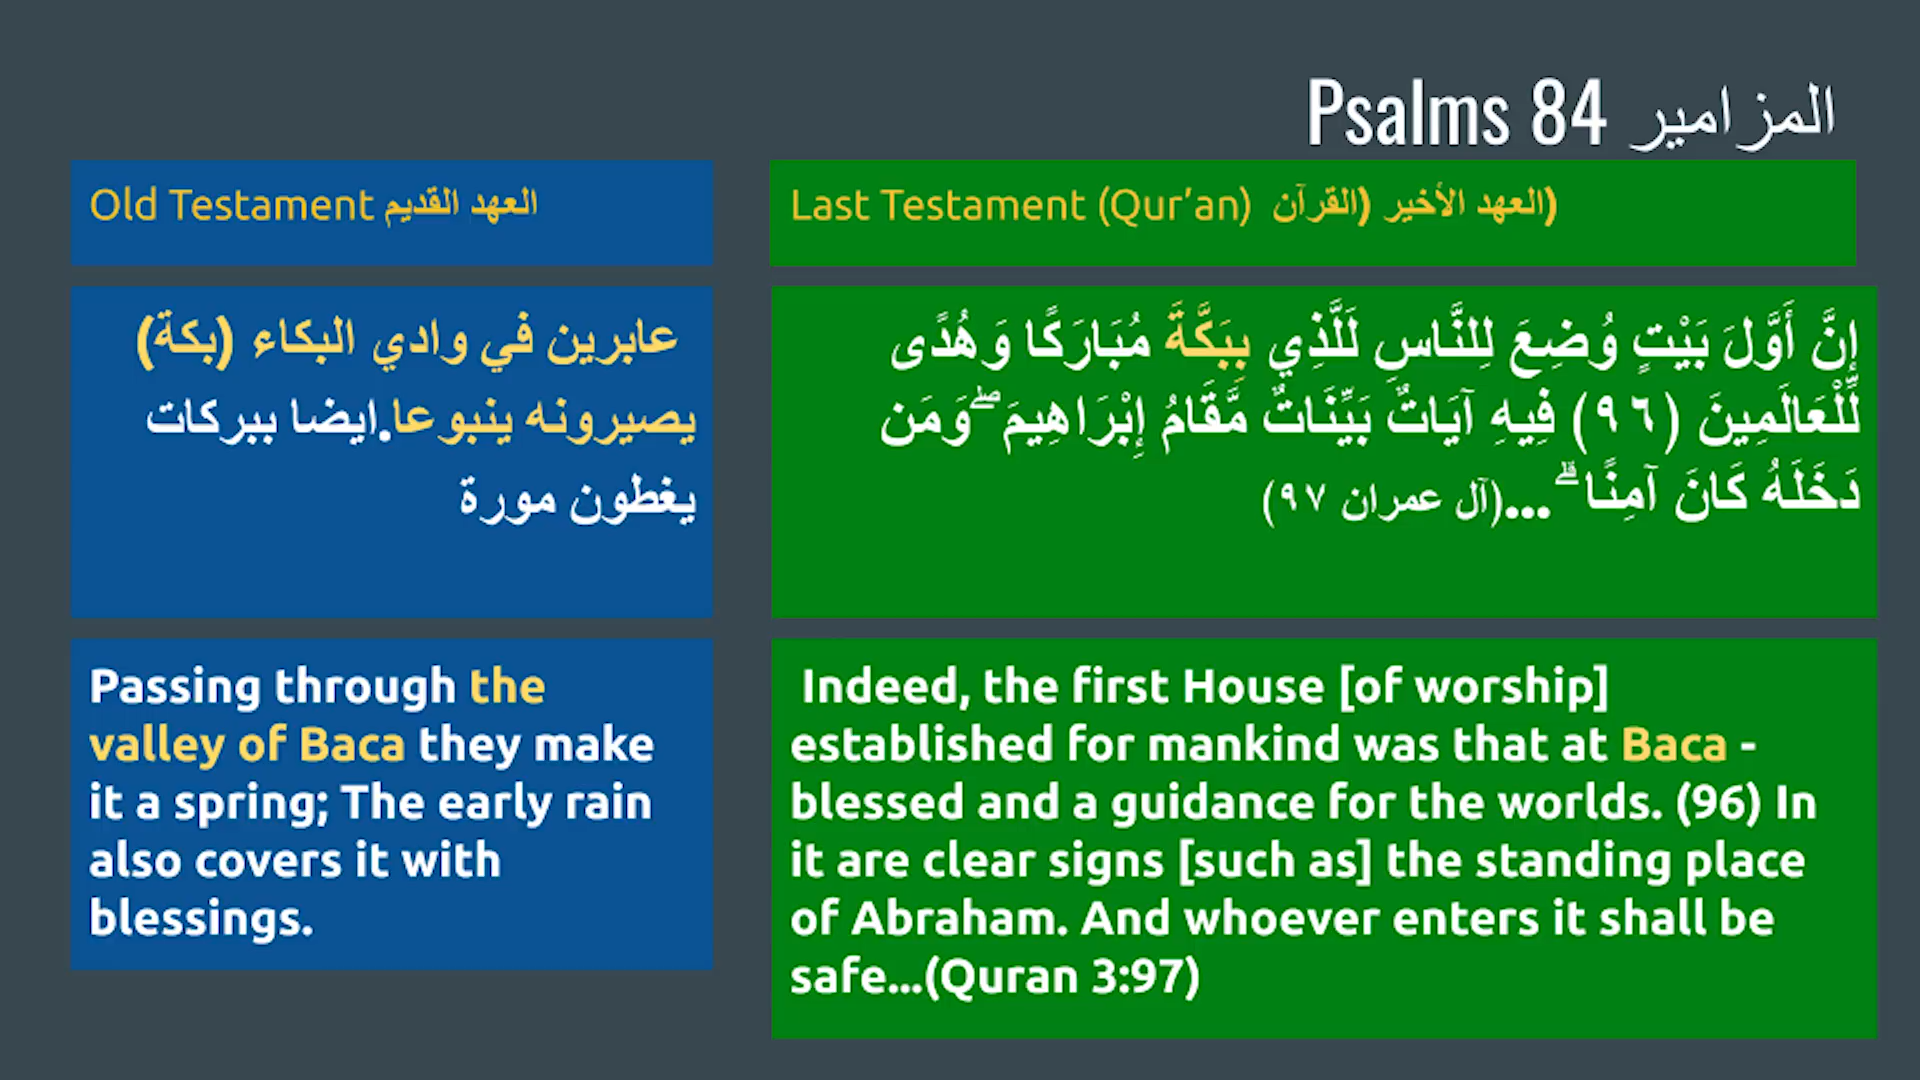 Psalms 84 المزامير
Old Testament العهد القديم
Last Testament (Qur’an) العهد الأخير (القرآن)
عابرين في وادي البكاء (بكة)
يصيرونه ينبوعا.ايضا ببركات
يغطون مورة
إِنَّ أَوَّلَ بَيْتٍ وُضِعَ لِلنَّاسِ لَلَّذِي بِبَكَّةَ مُبَارَكًا وَهُدًى
لِّلْعَالَمِينَ (٩٦) فِيهِ آيَاتٌ بَيِّنَاتٌ مَّقَامُ إِبْرَاهِيمَ ۖ وَمَن
دَخَلَهُ كَانَ آمِنًا ۗ ...(آل عمران ٩٧)
Passing through the
valley of Baca they make
it a spring; The early rain
also covers it with
blessings.
Indeed, the first House [of worship]
established for mankind was that at Baca -
blessed and a guidance for the worlds. (96) In
it are clear signs [such as] the standing place
of Abraham. And whoever enters it shall be
safe...(Quran 3:97)